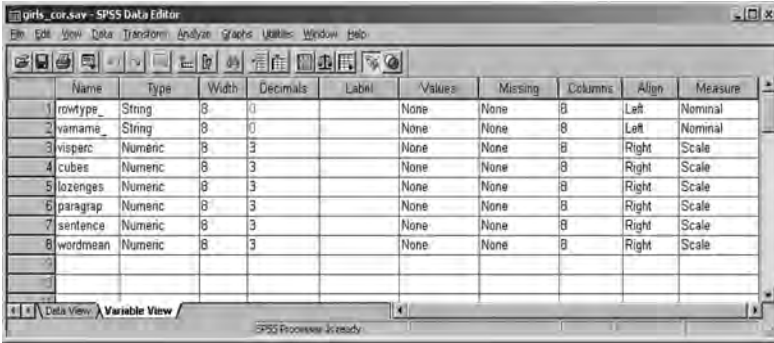 girls_cor.sav - SPSS Data Editor
File Edit View Data Transform Analyze Graphs Utilities Window Help
Name Type Width Decimals Label Values Missing Columns Align Measure
1 rowtype_ String 8 0 None None 8 Left Nominal
2 varname_ String 8 0 None None 8 Left Nominal
3 visperc Numeric 8 3 None None 8 Right Scale
4 cubes Numeric 8 3 None None 8 Right Scale
5 lozenges Numeric 8 3 None None 8 Right Scale
6 paragrap Numeric 8 3 None None 8 Right Scale
7 sentence Numeric 8 3 None None 8 Right Scale
8 wordmean Numeric 8 3 None None 8 Right Scale
9
Data View Variable View
SPSS Processor is ready